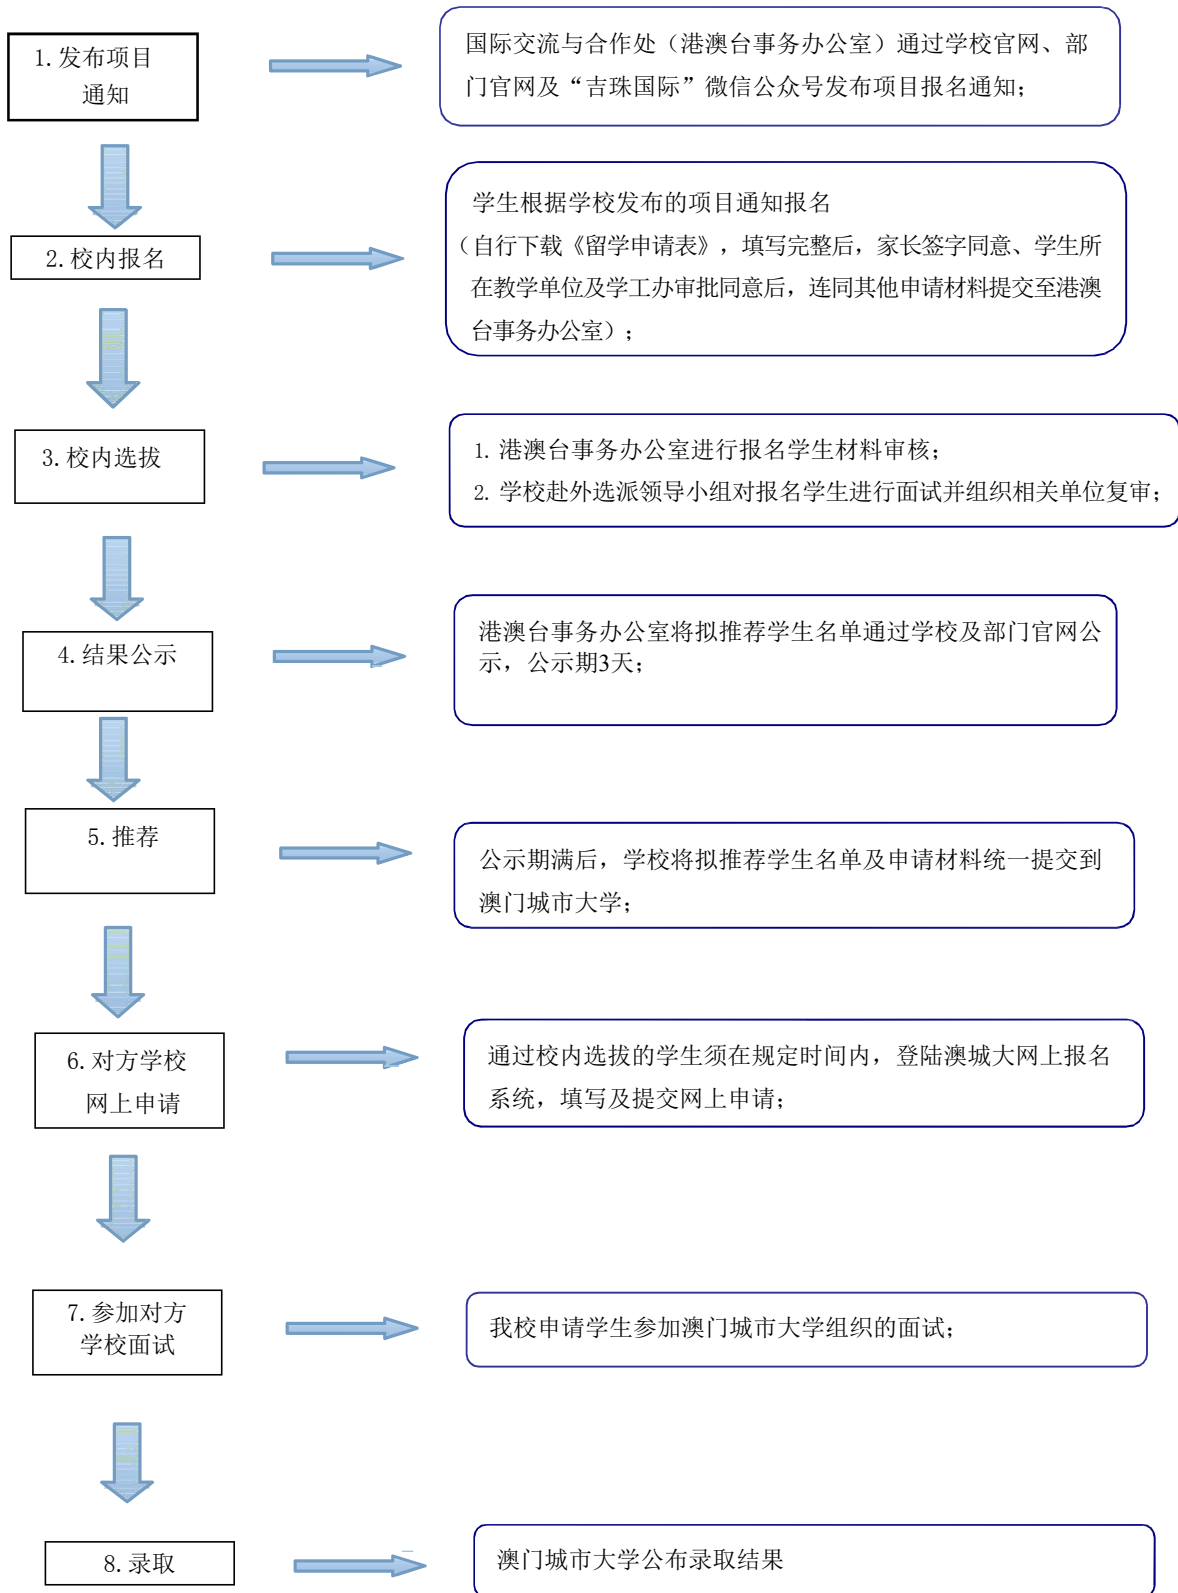 1.发布项目
通知
国际交流与合作处（港澳台事务办公室）通过学校官网、部
门官网及“吉珠国际”微信公众号发布项目报名通知；
2.校内报名
学生根据学校发布的项目通知报名
（自行下载《留学申请表》，填写完整后，家长签字同意、学生所
在教学单位及学工办审批同意后，连同其他申请材料提交至港澳
台事务办公室）；
3.校内选拔
1. 港澳台事务办公室进行报名学生材料审核；
2. 学校赴外选派领导小组对报名学生进行面试并组织相关单位复审；
4.结果公示
港澳台事务办公室将拟推荐学生名单通过学校及部门官网公
示，公示期3天；
5.推荐
公示期满后，学校将拟推荐学生名单及申请材料统一提交到
澳门城市大学；
6.对方学校
网上申请
通过校内选拔的学生须在规定时间内，登陆澳城大网上报名
系统，填写及提交网上申请；
7.参加对方
学校面试
我校申请学生参加澳门城市大学组织的面试；
8.录取
澳门城市大学公布录取结果